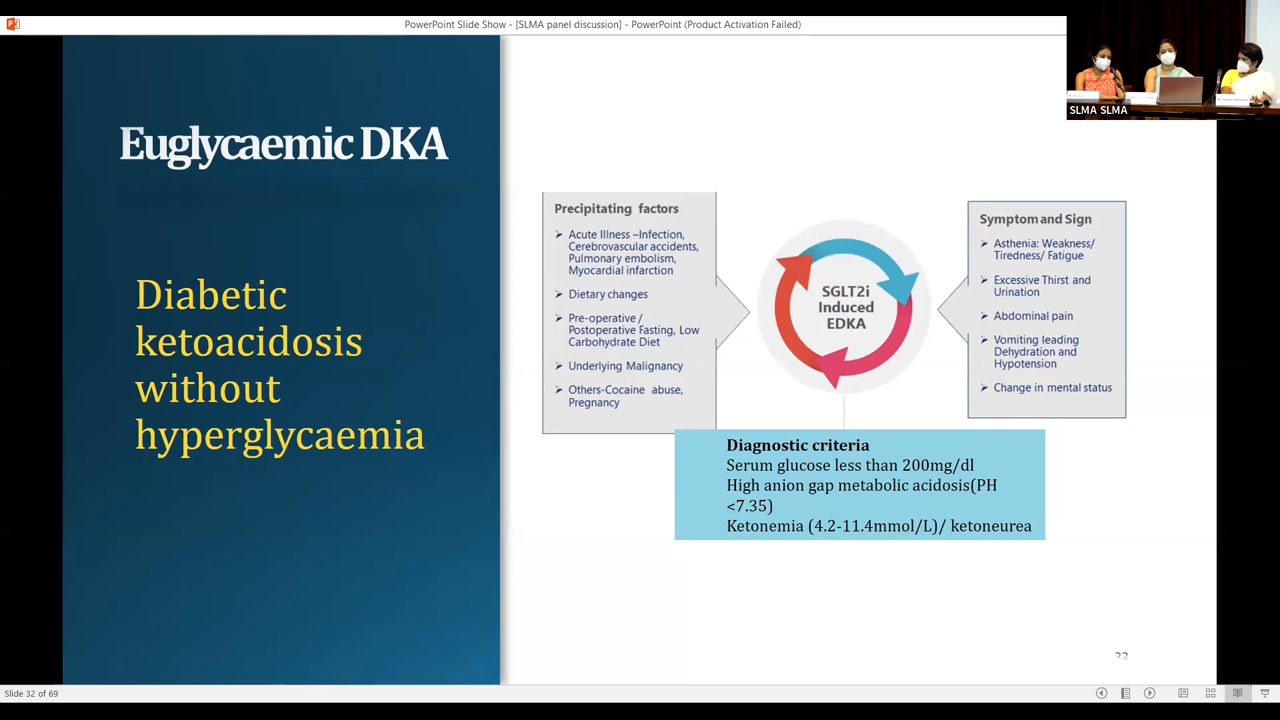 PowerPoint Slide Show - [SLMA panel discussion] - PowerPoint (Product Activation Failed)
SLMA SLMA
Euglycaemic DKA
Diabetic
ketoacidosis
without
hyperglycaemia
Precipitating factors
➢ Acute Illness –Infection,
Cerebrovascular accidents,
Pulmonary embolism,
Myocardial infarction
➢ Dietary changes
➢ Pre-operative /
Postoperative Fasting, Low
Carbohydrate Diet
➢ Underlying Malignancy
➢ Others-Cocaine abuse,
Pregnancy
SGLT2i
Induced
EDKA
Symptom and Sign
➢ Asthenia: Weakness/
Tiredness/ Fatigue
➢ Excessive Thirst and
Urination
➢ Abdominal pain
➢ Vomiting leading
Dehydration and
Hypotension
➢ Change in mental status
Diagnostic criteria
Serum glucose less than 200mg/dl
High anion gap metabolic acidosis(PH
<7.35)
Ketonemia (4.2-11.4mmol/L)/ ketoneurea
32
Slide 32 of 69